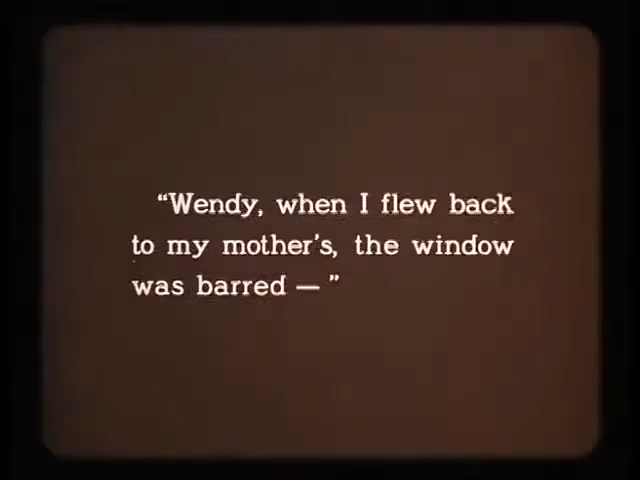 “Wendy, when I flew back
to my mother’s, the window
was barred — ”